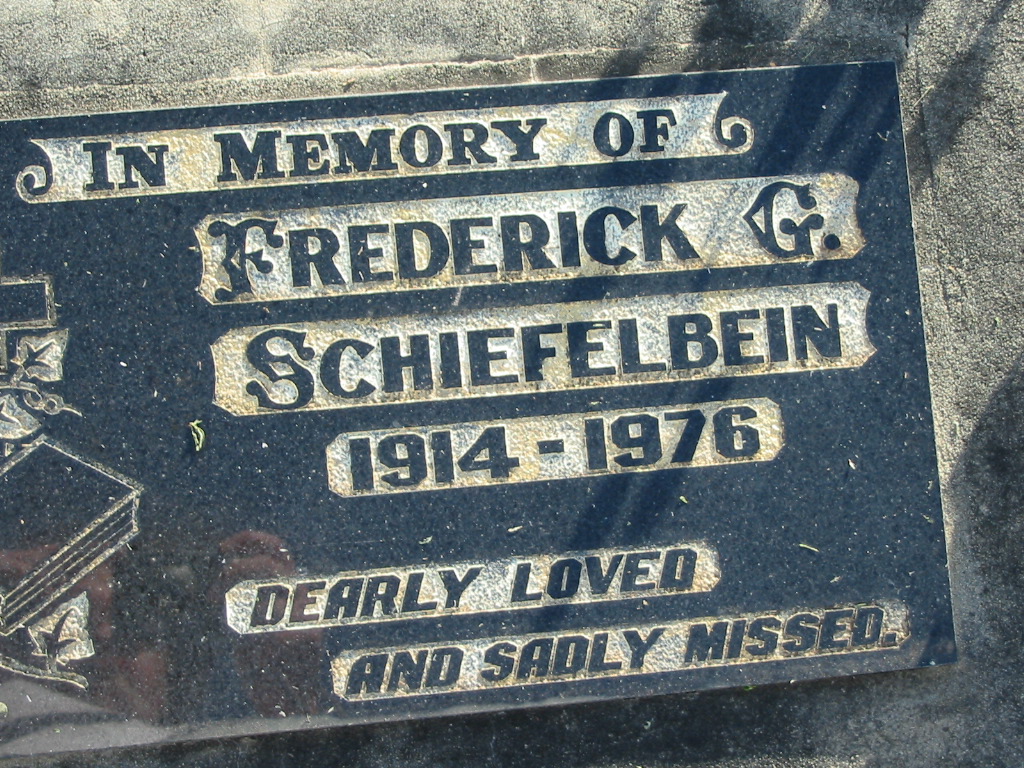 IN MEMORY OF
FREDERICK G.
SCHIEFELBEIN
1914 - 1976
DEARLY LOVED
AND SADLY MISSED.